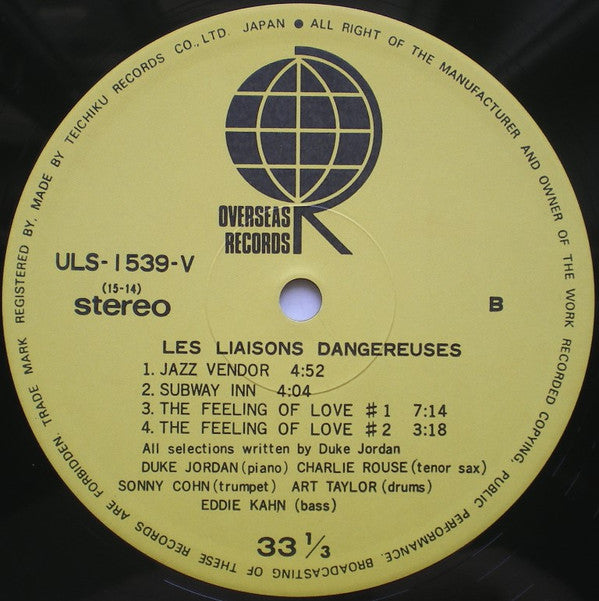 REGISTERED BY. MADE BY TEICHIKU RECORDS CO., LTD. JAPAN ● ALL RIGHT OF THE MANUFACTURER AND OWNER OF THE WORK RECORDED COPYING, PUBLIC PERFORMANCE, BROADCASTING OF THESE RECORDS ARE FORBIDDEN. TRADE MARK
OVERSEAS
RECORDS
ULS-1539-V
(15-14)
stereo
B
LES LIAISONS DANGEREUSES
1. JAZZ VENDOR 4:52
2. SUBWAY INN 4:04
3. THE FEELING OF LOVE #1 7:14
4. THE FEELING OF LOVE #2 3:18
All selections written by Duke Jordan
DUKE JORDAN (piano) CHARLIE ROUSE (tenor sax)
SONNY COHN (trumpet) ART TAYLOR (drums)
EDDIE KAHN (bass)
33 ⅓